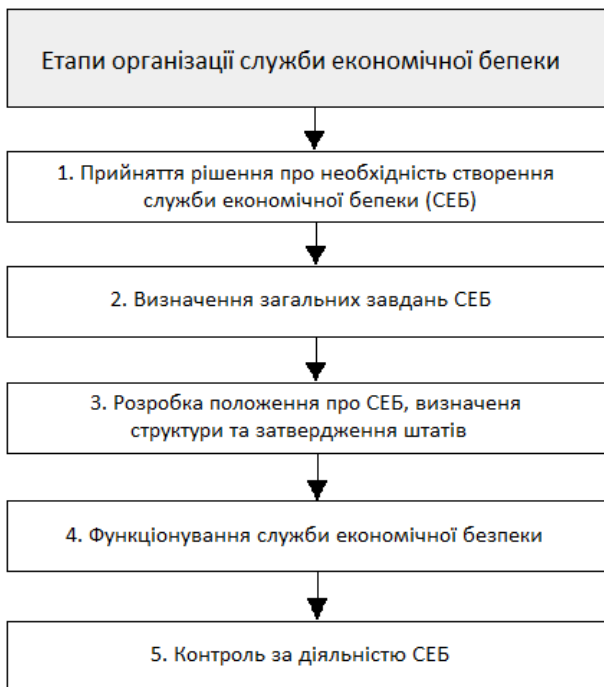 Етапи організації служби економічної бепеки
1. Прийняття рішення про необхідність створення
служби економічної бепеки (СЕБ)
2. Визначення загальних завдань СЕБ
3. Розробка положення про СЕБ, визначеня
структури та затвердження штатів
4. Функціонування служби економічної безпеки
5. Контроль за діяльністю СЕБ